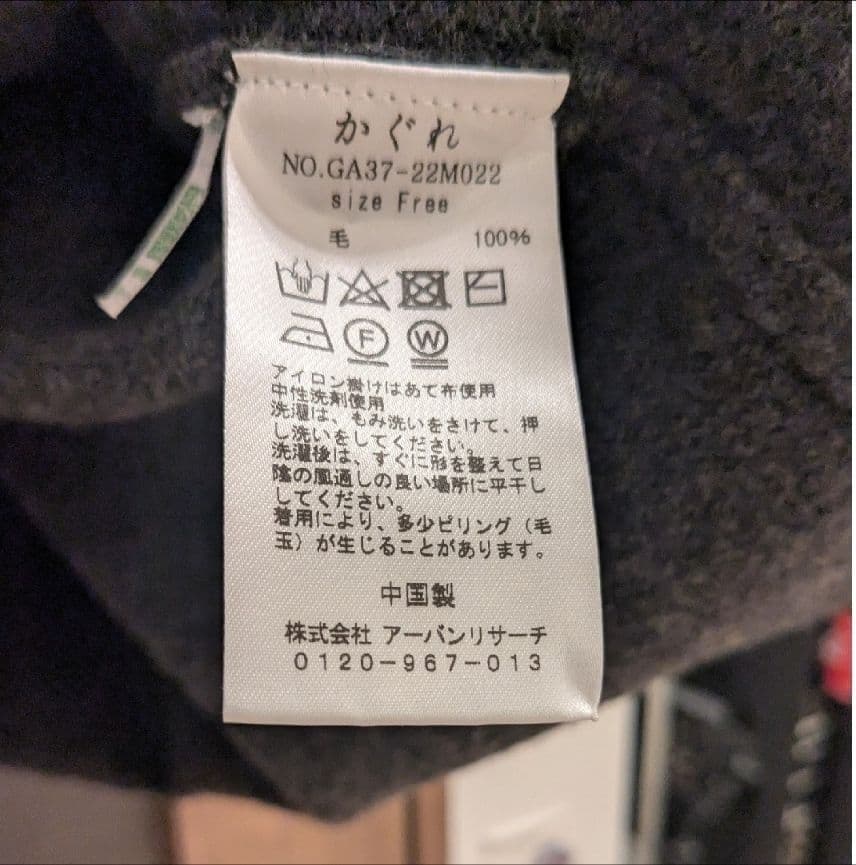 かぐれ
NO.GA37-22M022
size Free
毛 100%
F W
アイロン掛けはあて布使用
中性洗剤使用
洗濯は、もみ洗いをさけて、押
し洗いをしてください。
洗濯後は、すぐに形を整えて日
陰の風通しの良い場所に平干し
してください。
着用により、多少ピリング（毛
玉）が生じることがあります。
中国製
株式会社 アーバンリサーチ
0120-967-013